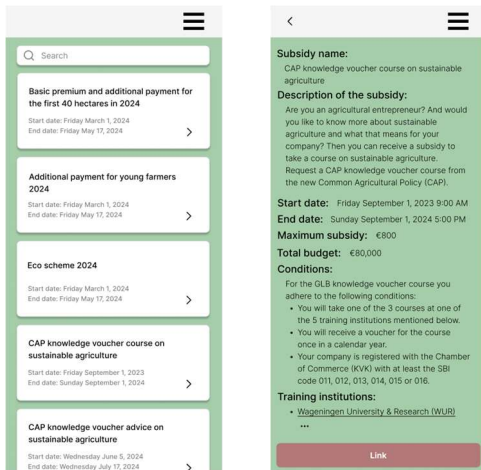 Search
Basic premium and additional payment for
the first 40 hectares in 2024
Start date: Friday March 1, 2024
End date: Friday May 17, 2024
Additional payment for young farmers
2024
Start date: Friday March 1, 2024
End date: Friday May 17, 2024
Eco scheme 2024
Start date: Friday March 1, 2024
End date: Friday May 17, 2024
CAP knowledge voucher course on
sustainable agriculture
Start date: Friday September 1, 2023
End date: Sunday September 1, 2024
CAP knowledge voucher advice on
sustainable agriculture
Start date: Wednesday June 5, 2024
End date: Wednesday July 17, 2024
Subsidy name:
CAP knowledge voucher course on sustainable
agriculture
Description of the subsidy:
Are you an agricultural entrepreneur? And would
you like to know more about sustainable
agriculture and what that means for your
company? Then you can receive a subsidy to
take a course on sustainable agriculture.
Request a CAP knowledge voucher course from
the new Common Agricultural Policy (CAP).
Start date: Friday September 1, 2023 9:00 AM
End date: Sunday September 1, 2024 5:00 PM
Maximum subsidy: €800
Total budget: €80,000
Conditions:
For the GLB knowledge voucher course you
adhere to the following conditions:
• You will take one of the 3 courses at one of
the 5 training institutions mentioned below.
• You will receive a voucher for the course
once in a calendar year.
• Your company is registered with the Chamber
of Commerce (KVK) with at least the SBI
code 011, 012, 013, 014, 015 or 016.
Training institutions:
• Wageningen University & Research (WUR)
...
Link